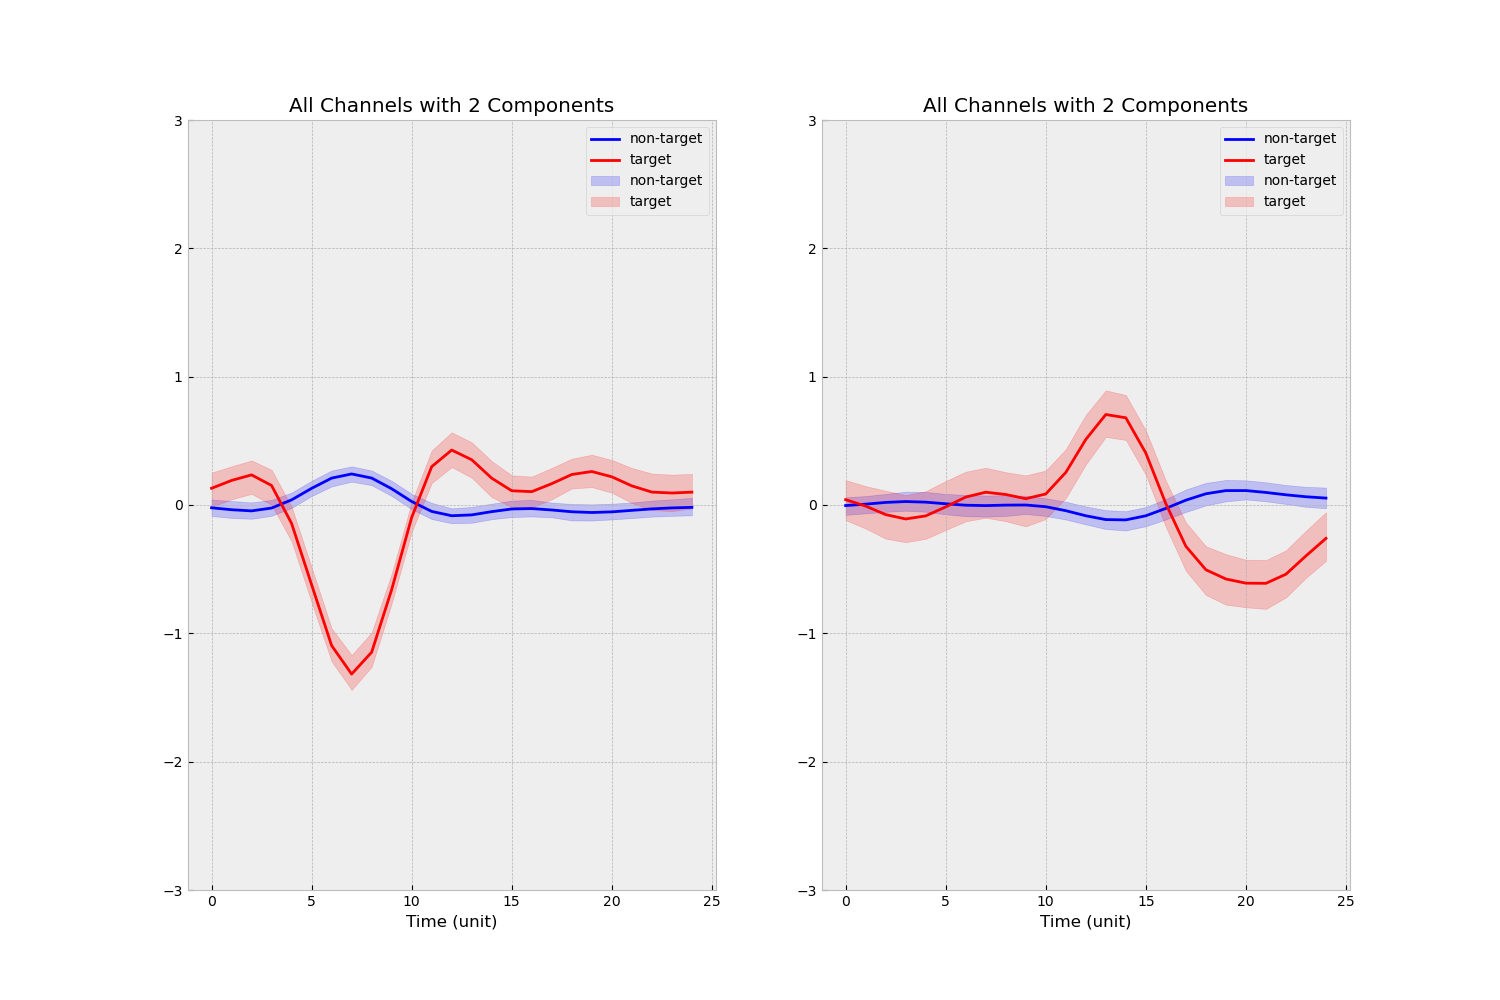 All Channels with 2 Components
3
2
1
0
−1
−2
−3
non-target
target
non-target
target
0 5 10 15 20 25
Time (unit)
All Channels with 2 Components
3
2
1
0
−1
−2
−3
non-target
target
non-target
target
0 5 10 15 20 25
Time (unit)